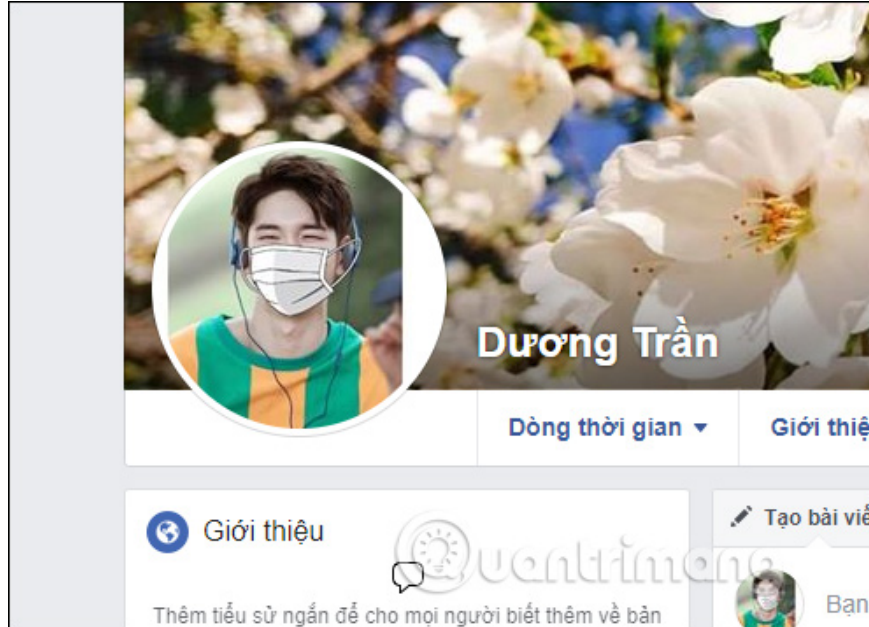 Dương Trần
Dòng thời gian
Giới thiệ
Giới thiệu
Tạo bài viế
uantrimang
Thêm tiểu sử ngắn để cho mọi người biết thêm về bản
Bạn